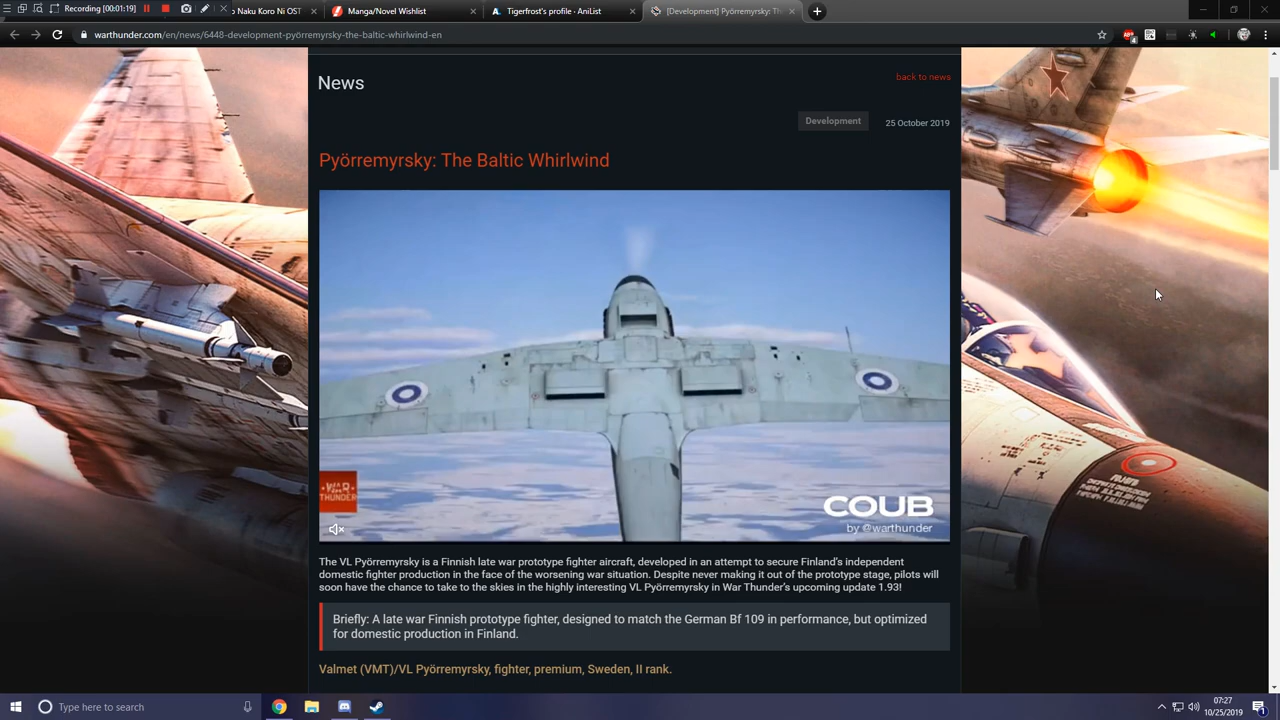 Recording [00:01:19]
Naku Koro Ni OST
Manga/Novel Wishlist
Tigerfrost's profile · AniList
[Development] Pyörremyrsky: Th
warthunder.com/en/news/6448-development-pyorremyrsky-the-baltic-whirlwind-en
News
back to news
Development
25 October 2019
Pyörremyrsky: The Baltic Whirlwind
WAR
THUNDER
COUB
by @warthunder
The VL Pyörremyrsky is a Finnish late war prototype fighter aircraft, developed in an attempt to secure Finland's independent
domestic fighter production in the face of the worsening war situation. Despite never making it out of the prototype stage, pilots will
soon have the chance to take to the skies in the highly interesting VL Pyörremyrsky in War Thunder's upcoming update 1.93!
Briefly: A late war Finnish prototype fighter, designed to match the German Bf 109 in performance, but optimized
for domestic production in Finland.
Valmet (VMT)/VL Pyörremyrsky, fighter, premium, Sweden, II rank.
Type here to search
07:27
10/25/2019